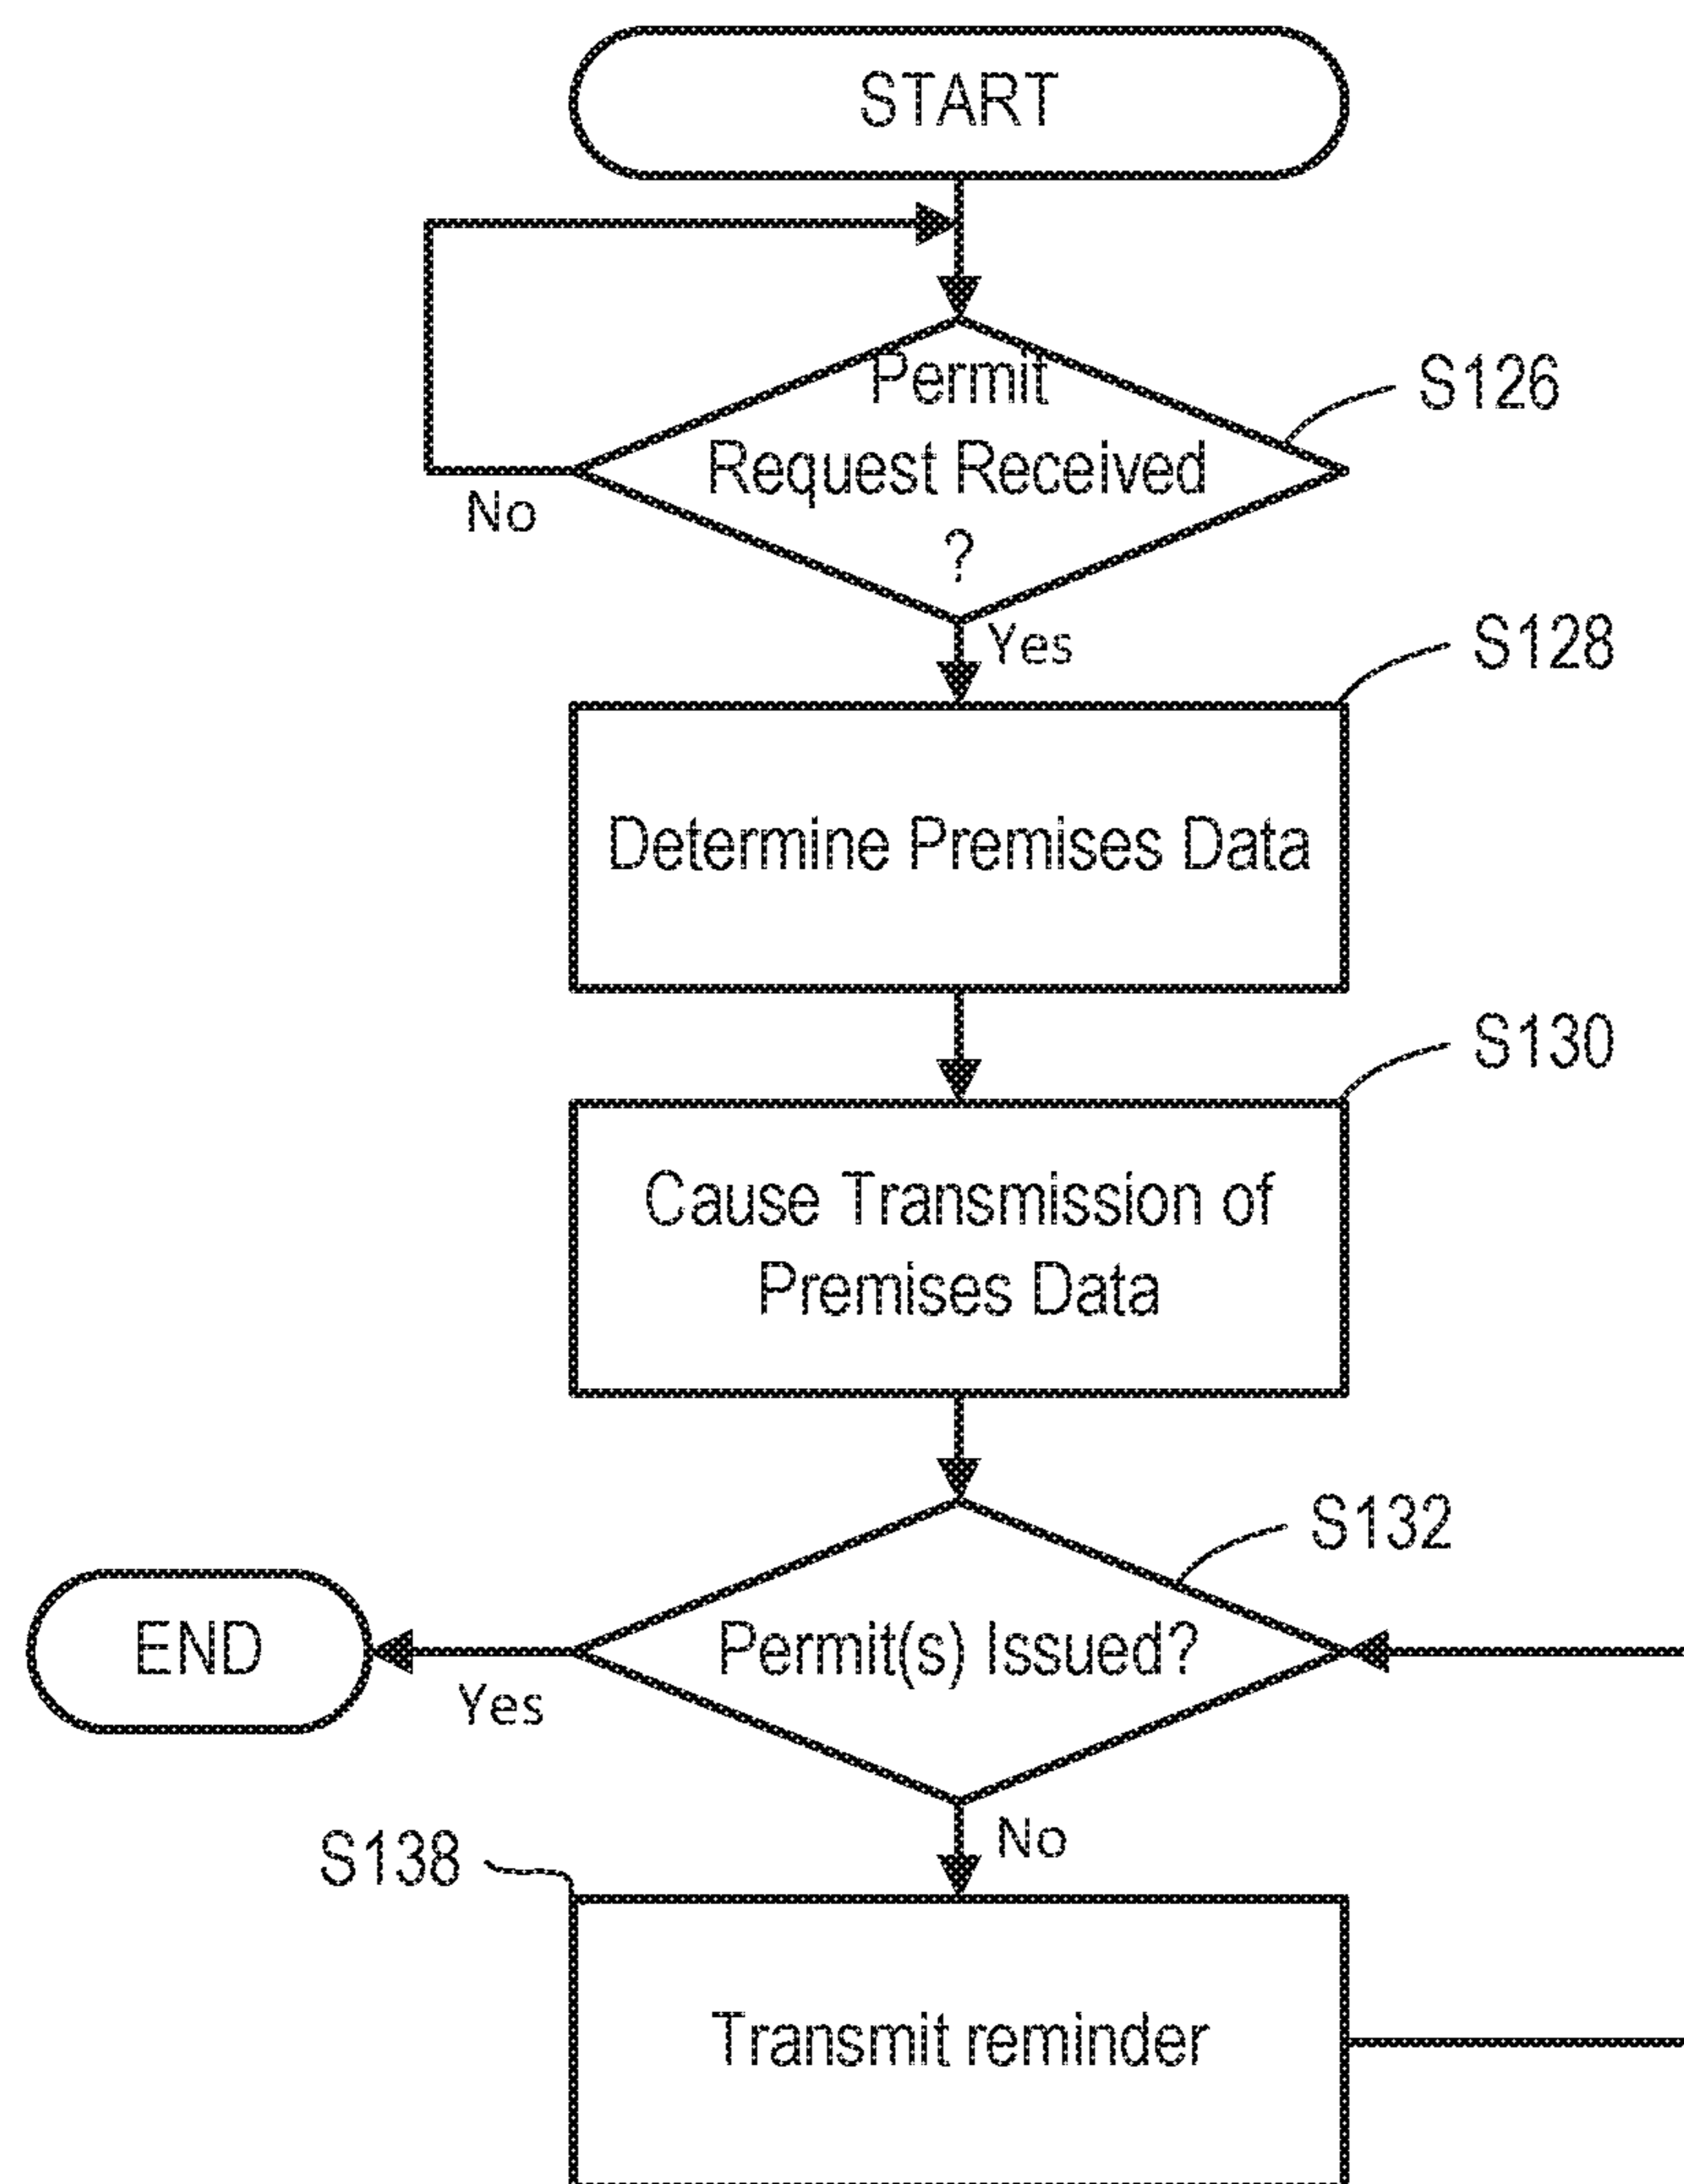 START
Permit
Request Received
?
S126
No
Yes
S128
Determine Premises Data
S130
Cause Transmission of
Premises Data
S132
END
Permit(s) Issued?
Yes
No
S138
Transmit reminder